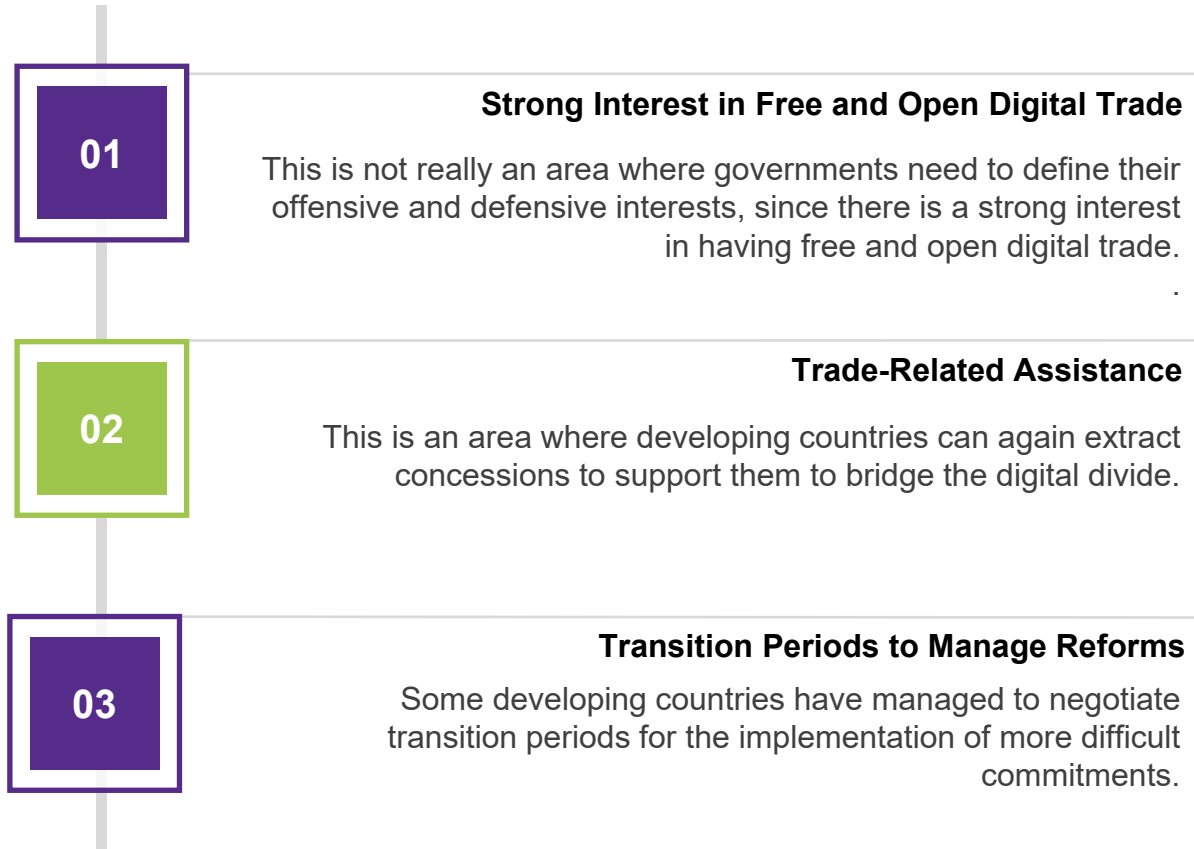 01
Strong Interest in Free and Open Digital Trade
This is not really an area where governments need to define their
offensive and defensive interests, since there is a strong interest
in having free and open digital trade.
.
02
Trade-Related Assistance
This is an area where developing countries can again extract
concessions to support them to bridge the digital divide.
03
Transition Periods to Manage Reforms
Some developing countries have managed to negotiate
transition periods for the implementation of more difficult
commitments.